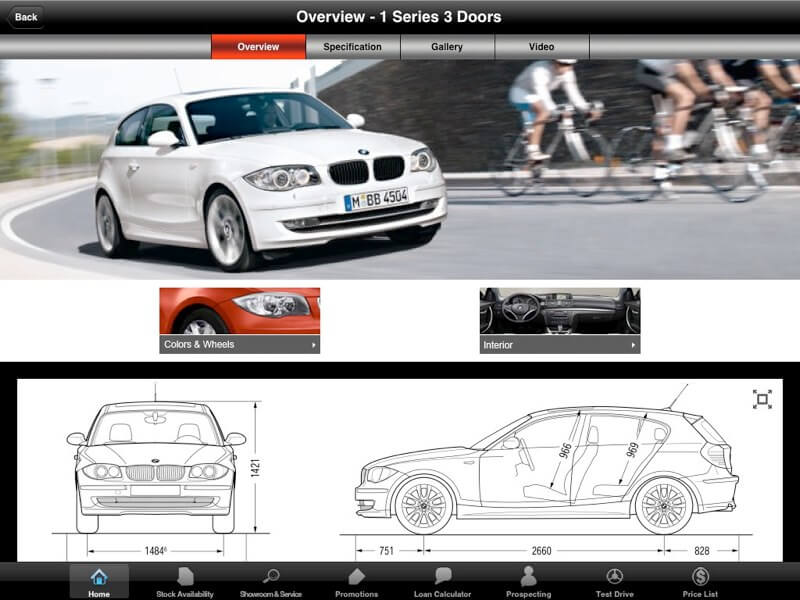 Back
Overview - 1 Series 3 Doors
Overview
Specification
Gallery
Video
M BB 4504
Colors & Wheels
Interior
1421
966
969
1484⁶
751
2660
828
Home
Stock Availability
Showroom & Service
Promotions
Loan Calculator
Prospecting
Test Drive
Price List